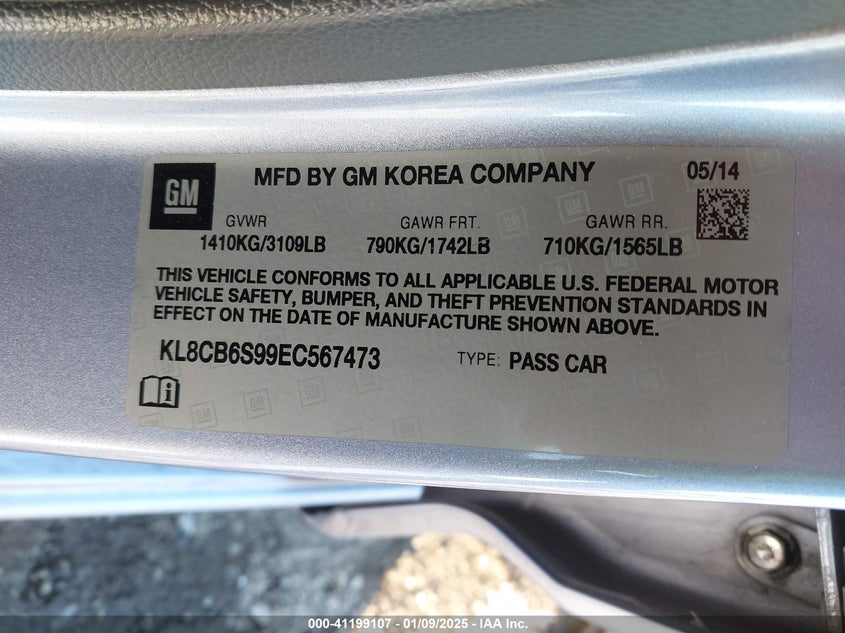 GM
MFD BY GM KOREA COMPANY
05/14
GVWR GAWR FRT. GAWR RR.
1410KG/3109LB 790KG/1742LB 710KG/1565LB
THIS VEHICLE CONFORMS TO ALL APPLICABLE U.S. FEDERAL MOTOR
VEHICLE SAFETY, BUMPER, AND THEFT PREVENTION STANDARDS IN
EFFECT ON THE DATE OF MANUFACTURE SHOWN ABOVE.
KL8CB6S99EC567473 TYPE: PASS CAR
000-41199107 - 01/09/2025 - IAA Inc.